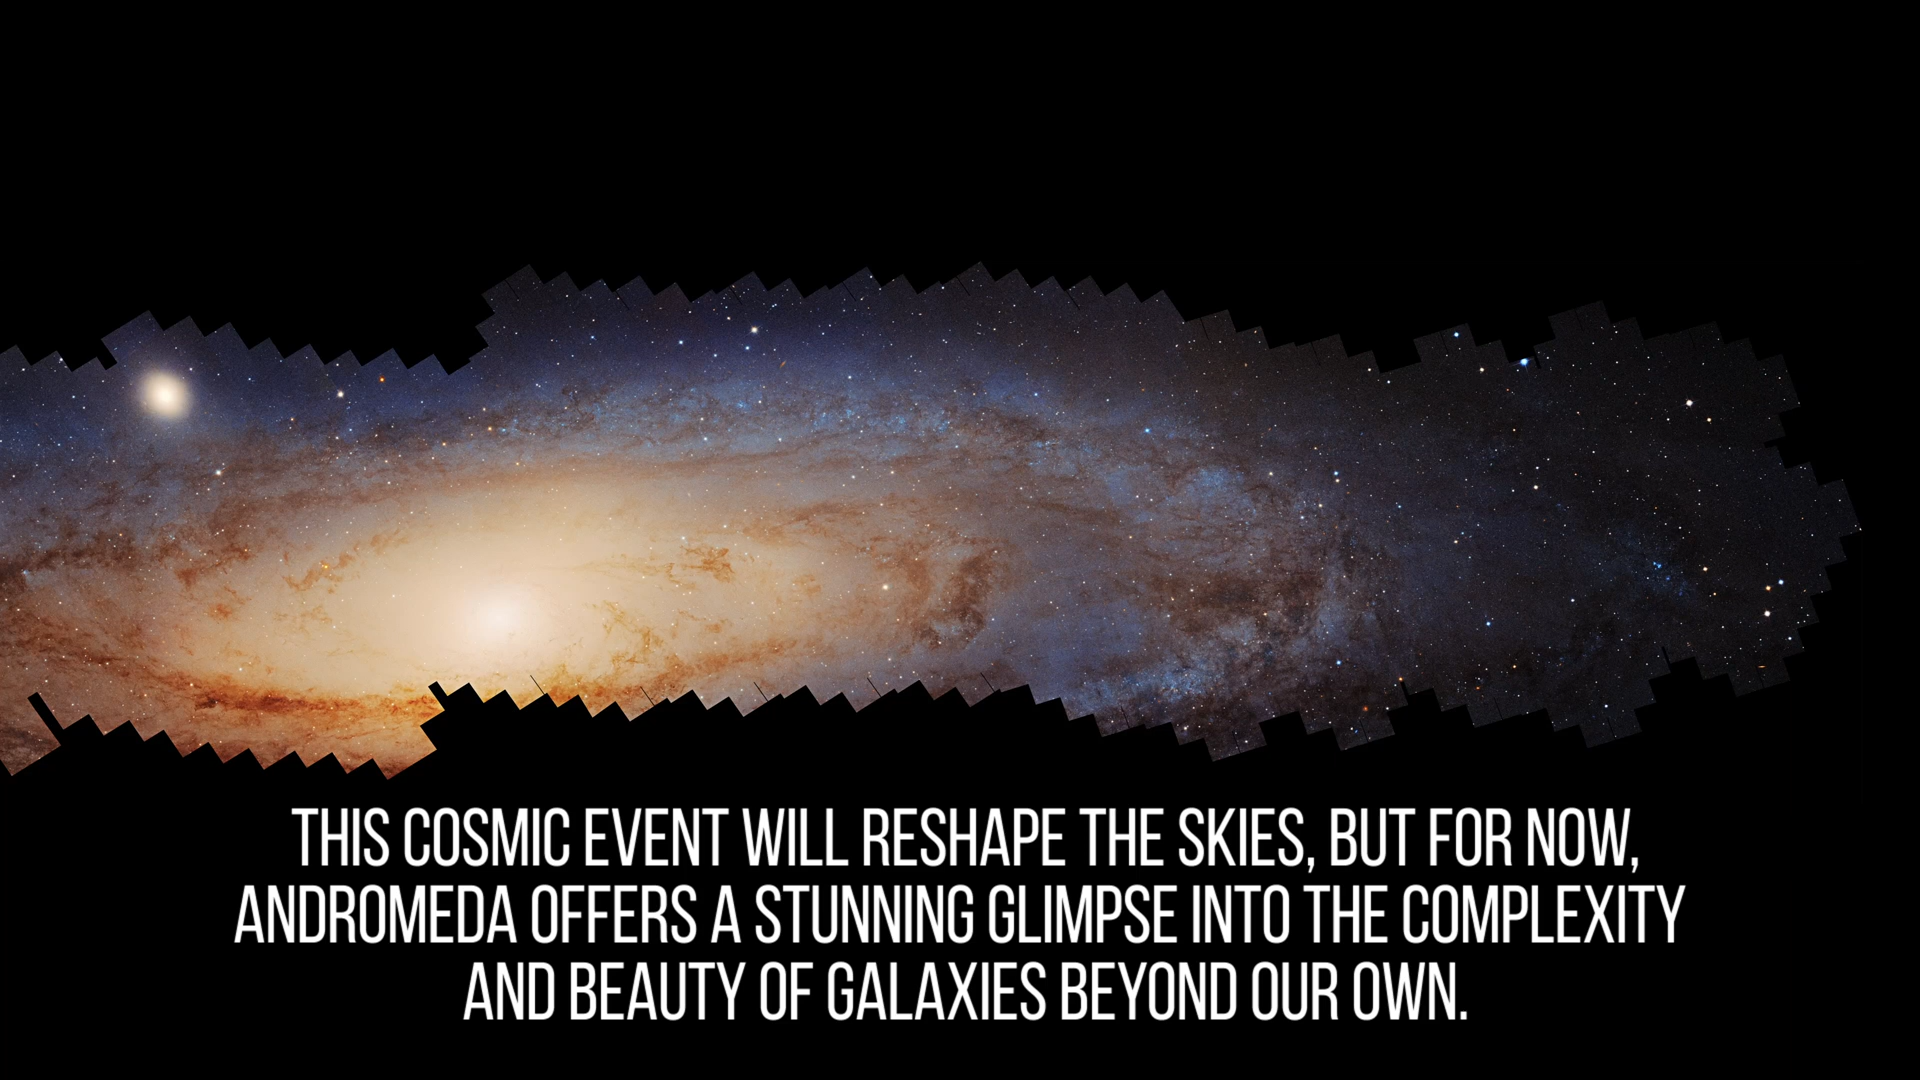 THIS COSMIC EVENT WILL RESHAPE THE SKIES, BUT FOR NOW,
ANDROMEDA OFFERS A STUNNING GLIMPSE INTO THE COMPLEXITY
AND BEAUTY OF GALAXIES BEYOND OUR OWN.